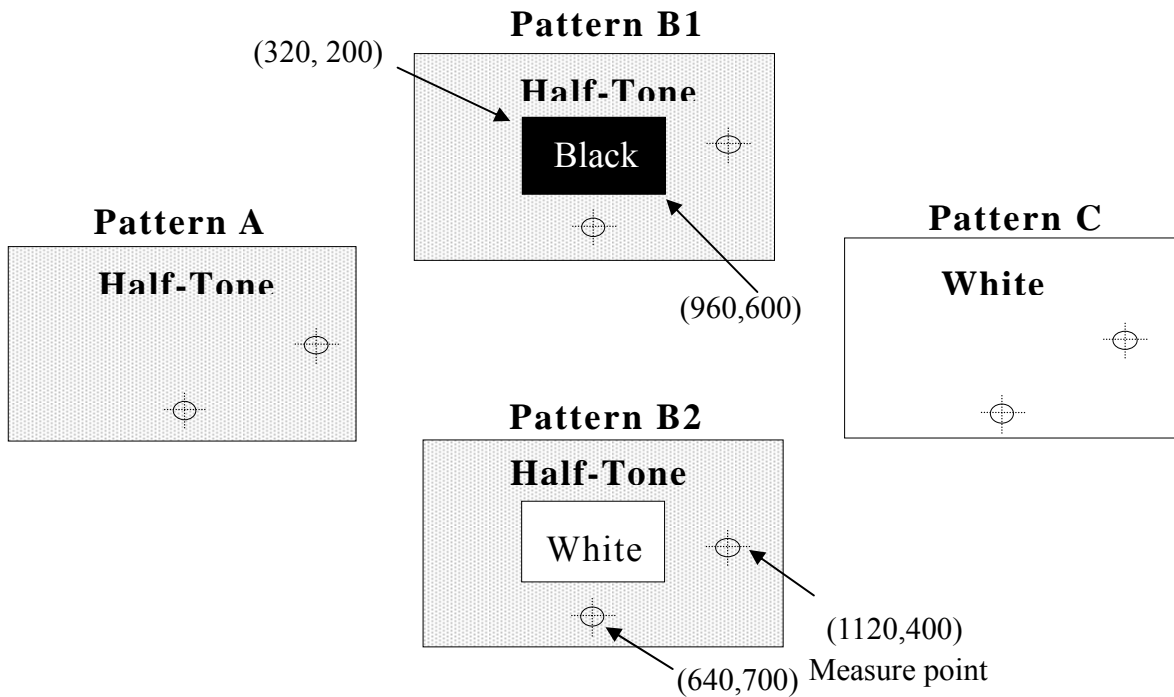 Pattern B1
(320, 200)
Half-Tone
Black
Pattern A
Half-Tone
(960,600)
Pattern C
White
Pattern B2
Half-Tone
White
(1120,400)
Measure point
(640,700)